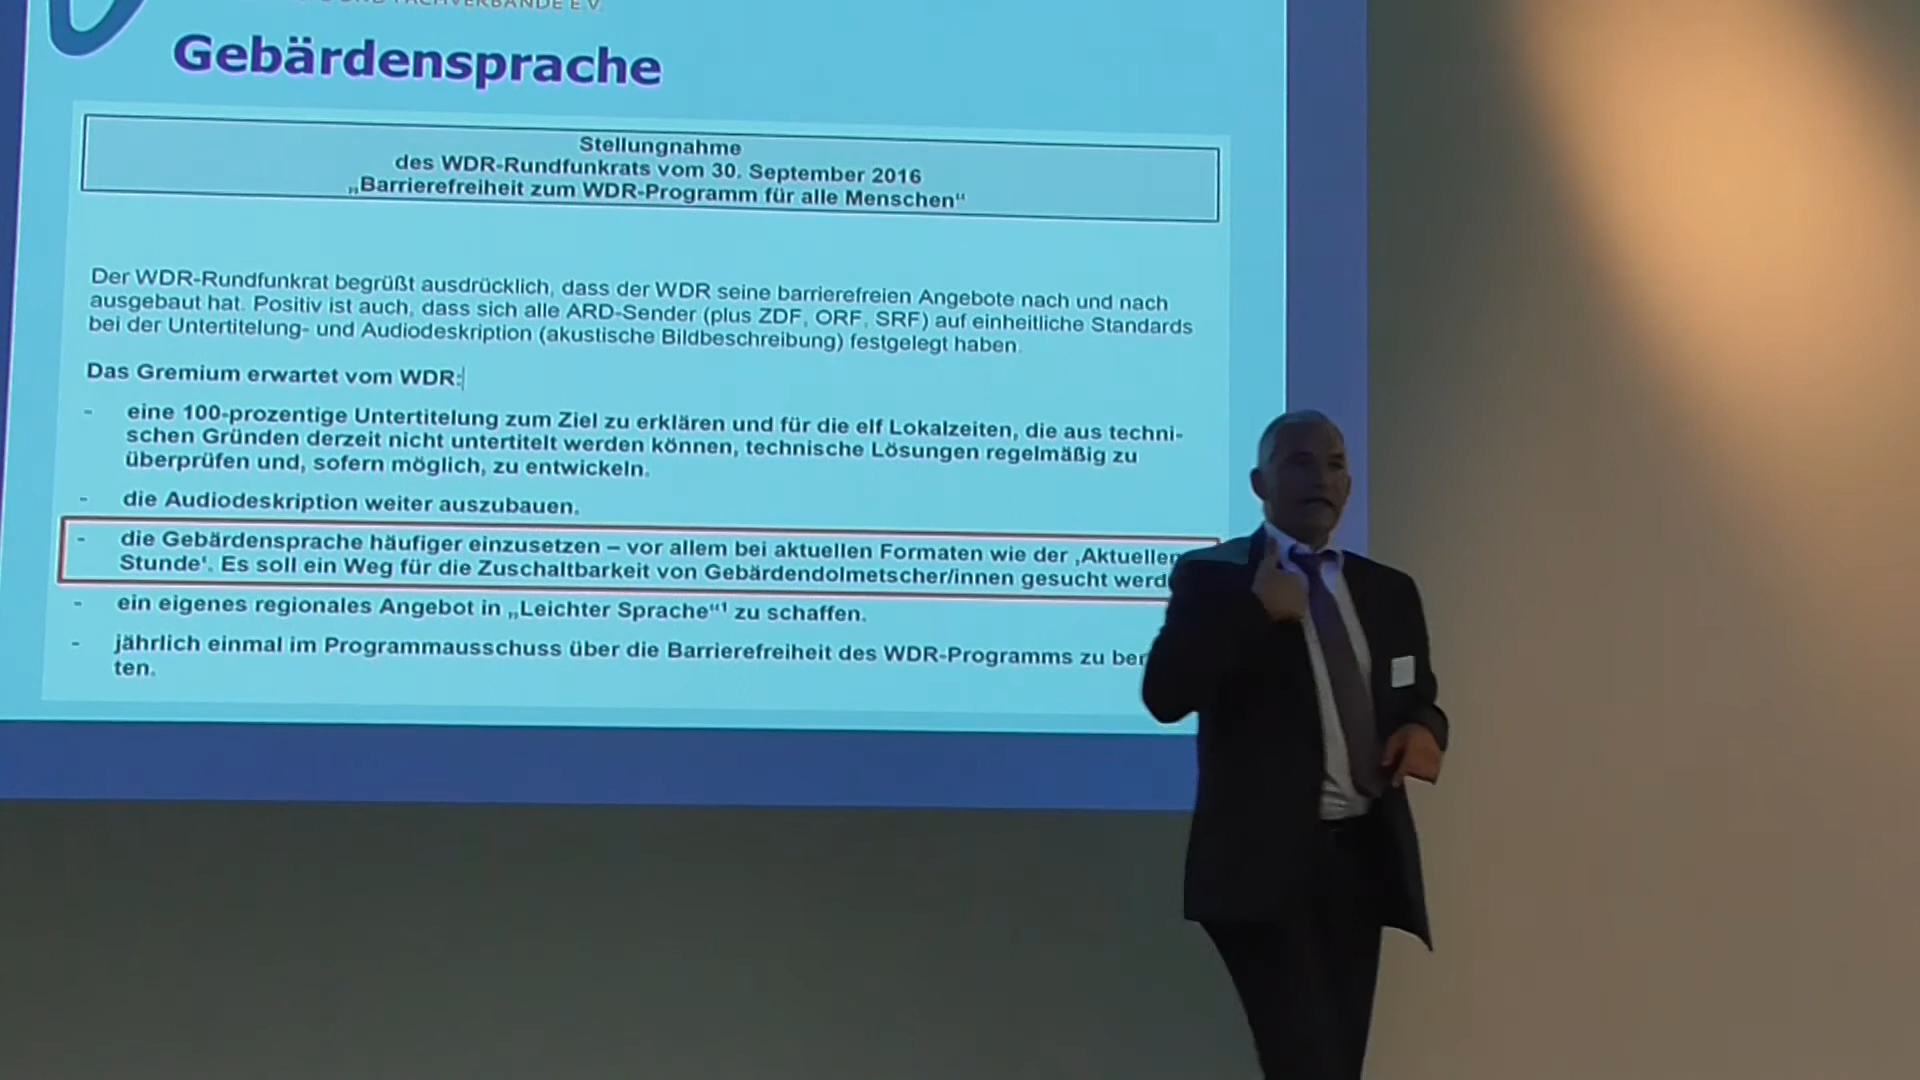 FACHVERBÄNDE E.V.
Gebärdensprache
Stellungnahme
des WDR-Rundfunkrats vom 30. September 2016
„Barrierefreiheit zum WDR-Programm für alle Menschen“
Der WDR-Rundfunkrat begrüßt ausdrücklich, dass der WDR seine barrierefreien Angebote nach und nach
ausgebaut hat. Positiv ist auch, dass sich alle ARD-Sender (plus ZDF, ORF, SRF) auf einheitliche Standards
bei der Untertitelung- und Audiodeskription (akustische Bildbeschreibung) festgelegt haben.
Das Gremium erwartet vom WDR:
- eine 100-prozentige Untertitelung zum Ziel zu erklären und für die elf Lokalzeiten, die aus techni-
schen Gründen derzeit nicht untertitelt werden können, technische Lösungen regelmäßig zu
überprüfen und, sofern möglich, zu entwickeln.
- die Audiodeskription weiter auszubauen.
- die Gebärdensprache häufiger einzusetzen – vor allem bei aktuellen Formaten wie der ‚Aktuellen
Stunde‘. Es soll ein Weg für die Zuschaltbarkeit von Gebärdendolmetscher/innen gesucht werd
- ein eigenes regionales Angebot in „Leichter Sprache“¹ zu schaffen.
- jährlich einmal im Programmausschuss über die Barrierefreiheit des WDR-Programms zu ber
ten.